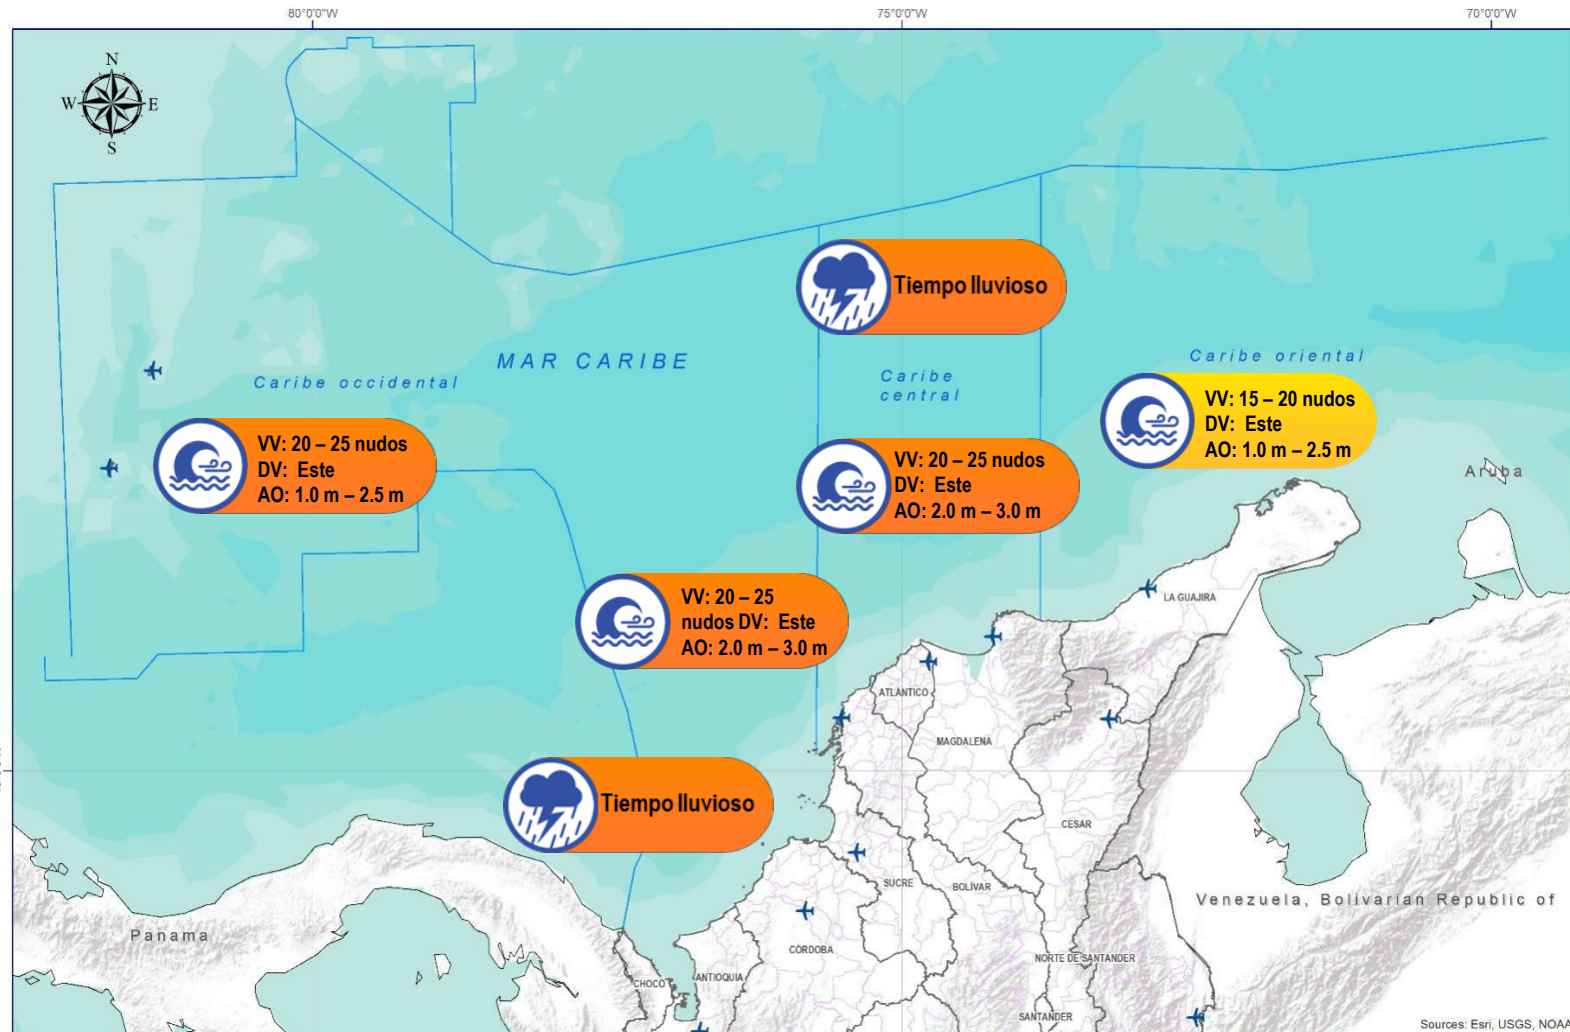 80°0'0"W
75°0'0"W
70°0'0"W
N
W
E
S
Tiempo lluvioso
MAR CARIBE
Caribe occidental
Caribe
central
Caribe oriental
VV: 15 – 20 nudos
DV: Este
AO: 1.0 m – 2.5 m
VV: 20 – 25 nudos
DV: Este
AO: 1.0 m – 2.5 m
VV: 20 – 25 nudos
DV: Este
AO: 2.0 m – 3.0 m
Aruba
VV: 20 – 25
nudos DV: Este
AO: 2.0 m – 3.0 m
LA GUAJIRA
ATLÁNTICO
MAGDALENA
Tiempo lluvioso
CESAR
SUCRE
BOLÍVAR
Venezuela, Bolivarian Republic of
Panama
CÓRDOBA
NORTE DE SANTANDER
ANTIOQUIA
CHOCO
SANTANDER
Sources: Esri, USGS, NOAA